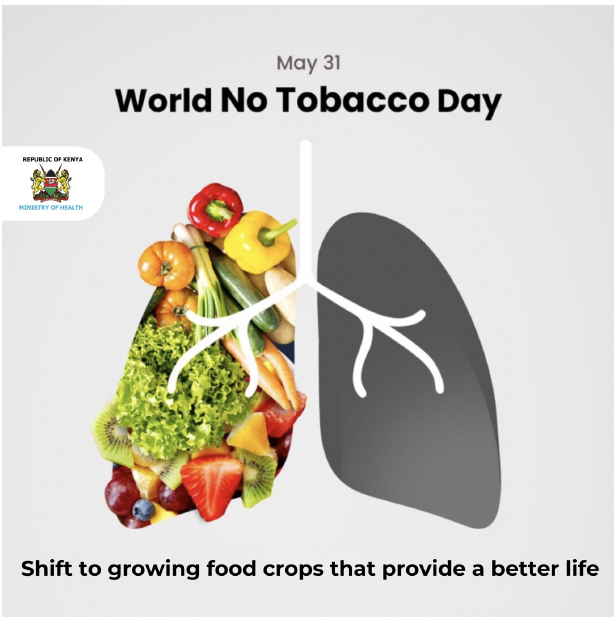 May 31
World No Tobacco Day
REPUBLIC OF KENYA
MINISTRY OF HEALTH
Shift to growing food crops that provide a better life